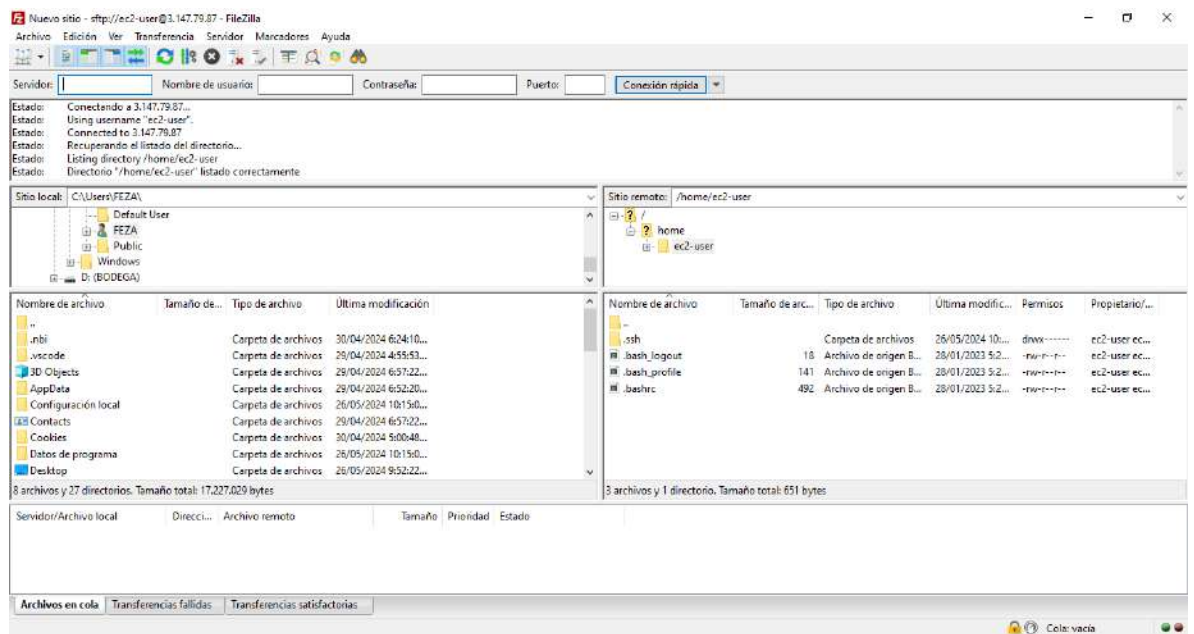 Nuevo sitio - sftp://ec2-user@3.147.79.87 - FileZilla
Archivo Edición Ver Transferencia Servidor Marcadores Ayuda
Servidor: Nombre de usuario: Contraseña: Puerto: Conexión rápida
Estado: Conectando a 3.147.79.87...
Estado: Using username "ec2-user".
Estado: Connected to 3.147.79.87
Estado: Recuperando el listado del directorio...
Estado: Listing directory /home/ec2-user
Estado: Directorio "/home/ec2-user" listado correctamente
Sitio local: C:\Users\FEZA\
Default User
FEZA
Public
Windows
D: (BODEGA)
Sitio remoto: /home/ec2-user
/
home
ec2-user
Nombre de archivo Tamaño de... Tipo de archivo Última modificación
..
.nbi Carpeta de archivos 30/04/2024 6:24:10...
.vscode Carpeta de archivos 29/04/2024 4:55:53...
3D Objects Carpeta de archivos 29/04/2024 6:57:22...
AppData Carpeta de archivos 29/04/2024 6:52:20...
Configuración local Carpeta de archivos 26/05/2024 10:15:0...
Contacts Carpeta de archivos 29/04/2024 6:57:22...
Cookies Carpeta de archivos 30/04/2024 5:00:48...
Datos de programa Carpeta de archivos 26/05/2024 10:15:0...
Desktop Carpeta de archivos 26/05/2024 9:52:22...
8 archivos y 27 directorios. Tamaño total: 17.227.029 bytes
Nombre de archivo Tamaño de arc... Tipo de archivo Última modific... Permisos Propietario/...
..
.ssh Carpeta de archivos 26/05/2024 10:... drwx------ ec2-user ec...
.bash_logout 18 Archivo de origen B... 28/01/2023 5:2... -rw-r--r-- ec2-user ec...
.bash_profile 141 Archivo de origen B... 28/01/2023 5:2... -rw-r--r-- ec2-user ec...
.bashrc 492 Archivo de origen B... 28/01/2023 5:2... -rw-r--r-- ec2-user ec...
3 archivos y 1 directorio. Tamaño total: 651 bytes
Servidor/Archivo local Direcci... Archivo remoto Tamaño Prioridad Estado
Archivos en cola Transferencias fallidas Transferencias satisfactorias
Cola: vacía